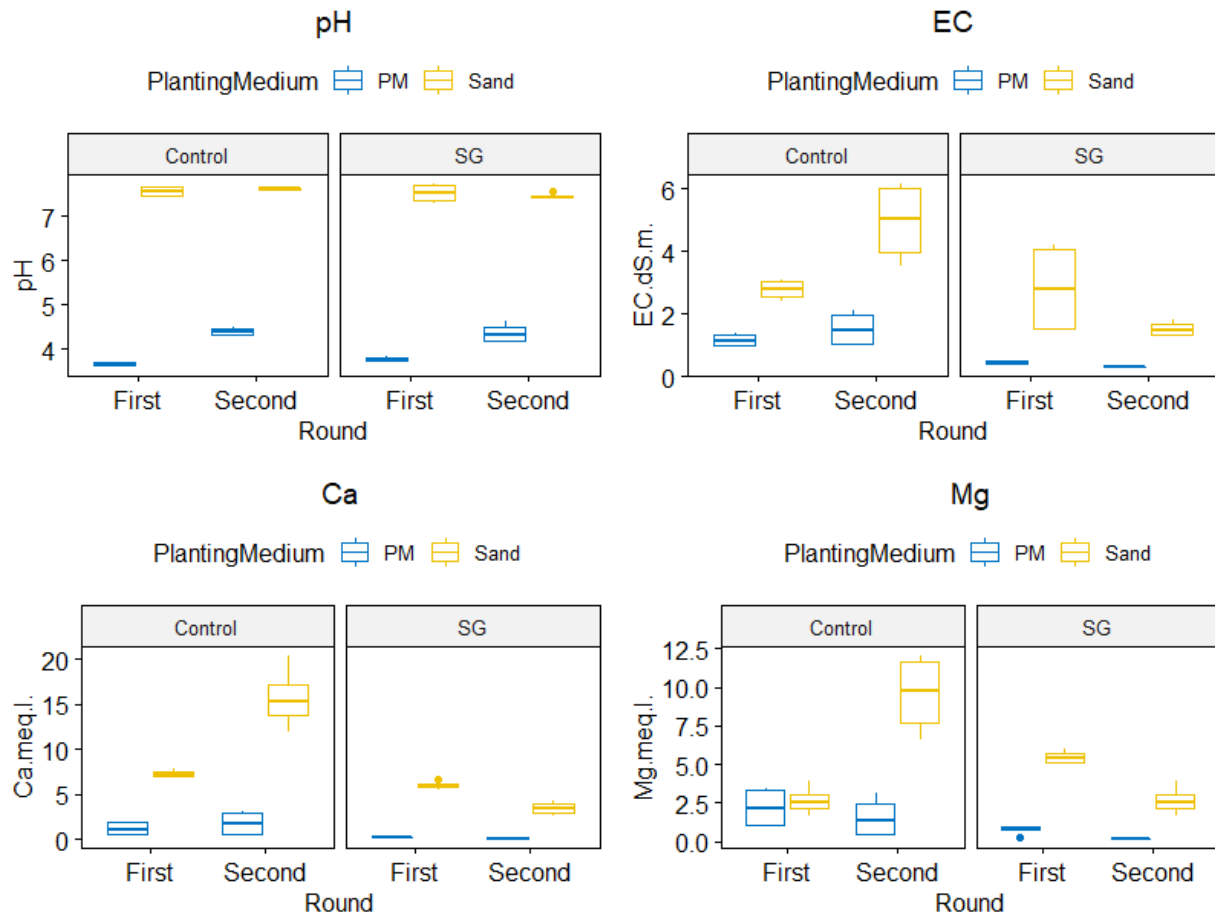 pH
PlantingMedium PM Sand
Control SG
7
6
5
4
pH
First Second First Second
Round
EC
PlantingMedium PM Sand
Control SG
6
4
2
0
EC.dS.m.
First Second First Second
Round
Ca
PlantingMedium PM Sand
Control SG
20
15
10
5
0
Ca.meq.l.
First Second First Second
Round
Mg
PlantingMedium PM Sand
Control SG
12.5
10.0
7.5
5.0
2.5
0.0
Mg.meq.l.
First Second First Second
Round